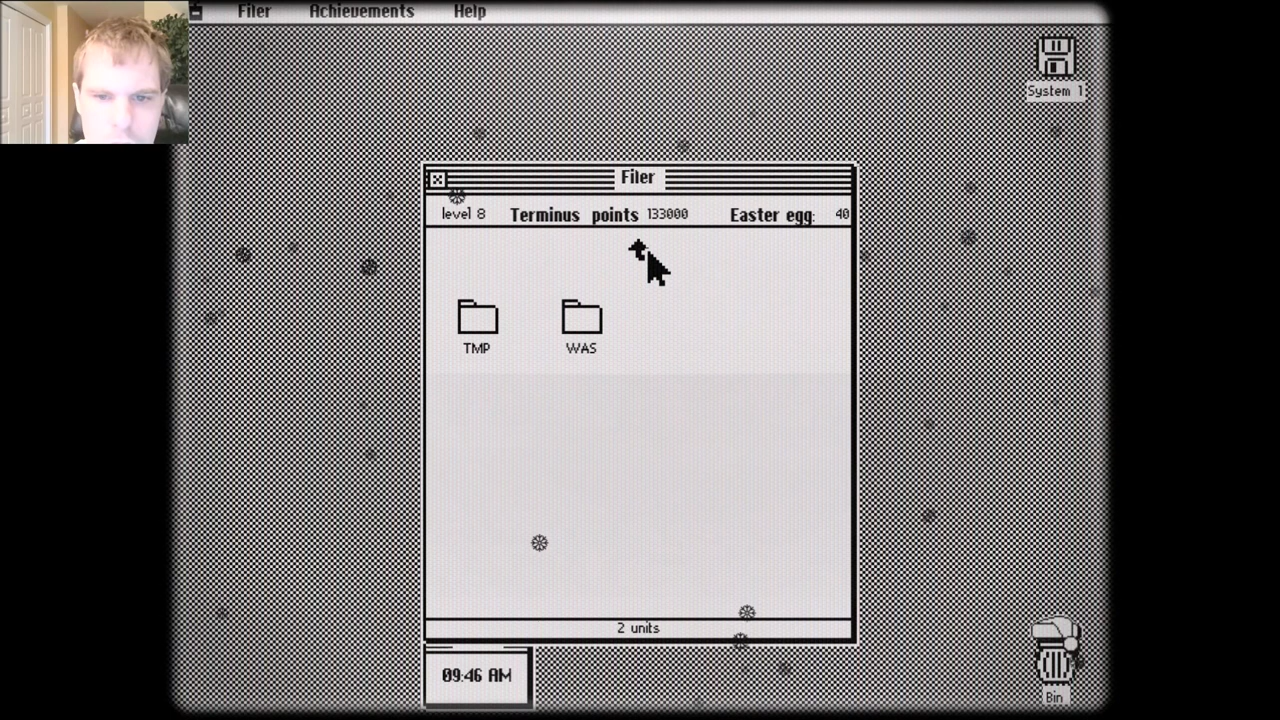 Filer Achievements Help
System 1
Filer
level 8 Terminus points 133000 Easter egg: 40
TMP WAS
2 units
09:46 AM
Bin